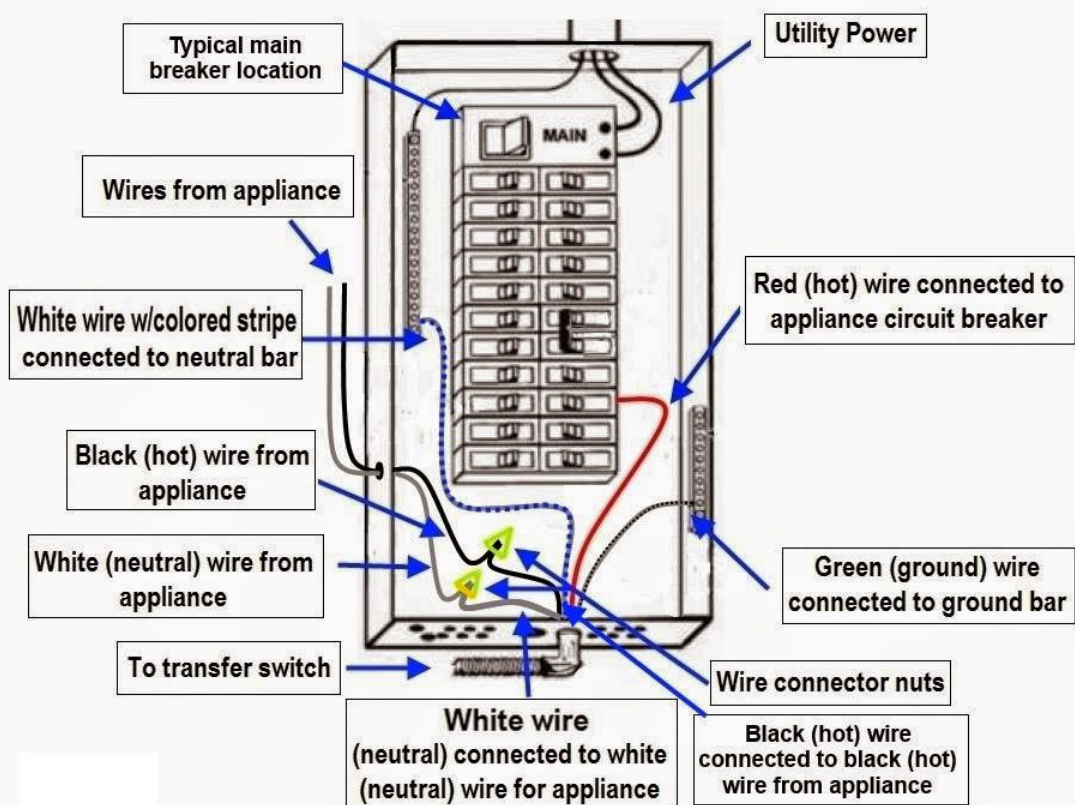 Typical main
breaker location
Utility Power
MAIN
Wires from appliance
White wire w/colored stripe
connected to neutral bar
Red (hot) wire connected to
appliance circuit breaker
Black (hot) wire from
appliance
White (neutral) wire from
appliance
Green (ground) wire
connected to ground bar
To transfer switch
Wire connector nuts
White wire
(neutral) connected to white
(neutral) wire for appliance
Black (hot) wire
connected to black (hot)
wire from appliance